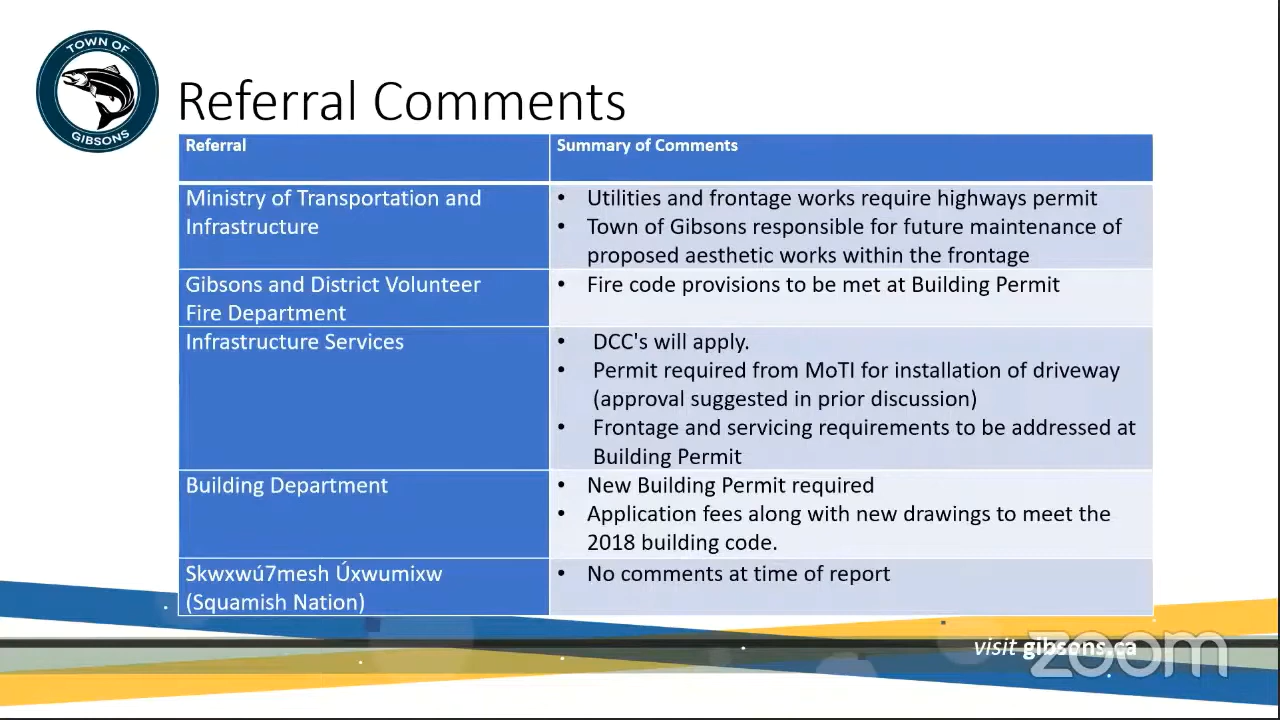 TOWN OF
GIBSONS
Referral Comments
Referral
Summary of Comments
Ministry of Transportation and
Infrastructure
• Utilities and frontage works require highways permit
• Town of Gibsons responsible for future maintenance of
proposed aesthetic works within the frontage
Gibsons and District Volunteer
Fire Department
• Fire code provisions to be met at Building Permit
Infrastructure Services
• DCC's will apply.
• Permit required from MoTI for installation of driveway
(approval suggested in prior discussion)
• Frontage and servicing requirements to be addressed at
Building Permit
Building Department
• New Building Permit required
• Application fees along with new drawings to meet the
2018 building code.
Skwxwú7mesh Úxwumixw
(Squamish Nation)
• No comments at time of report
visit gibsons.ca
zoom